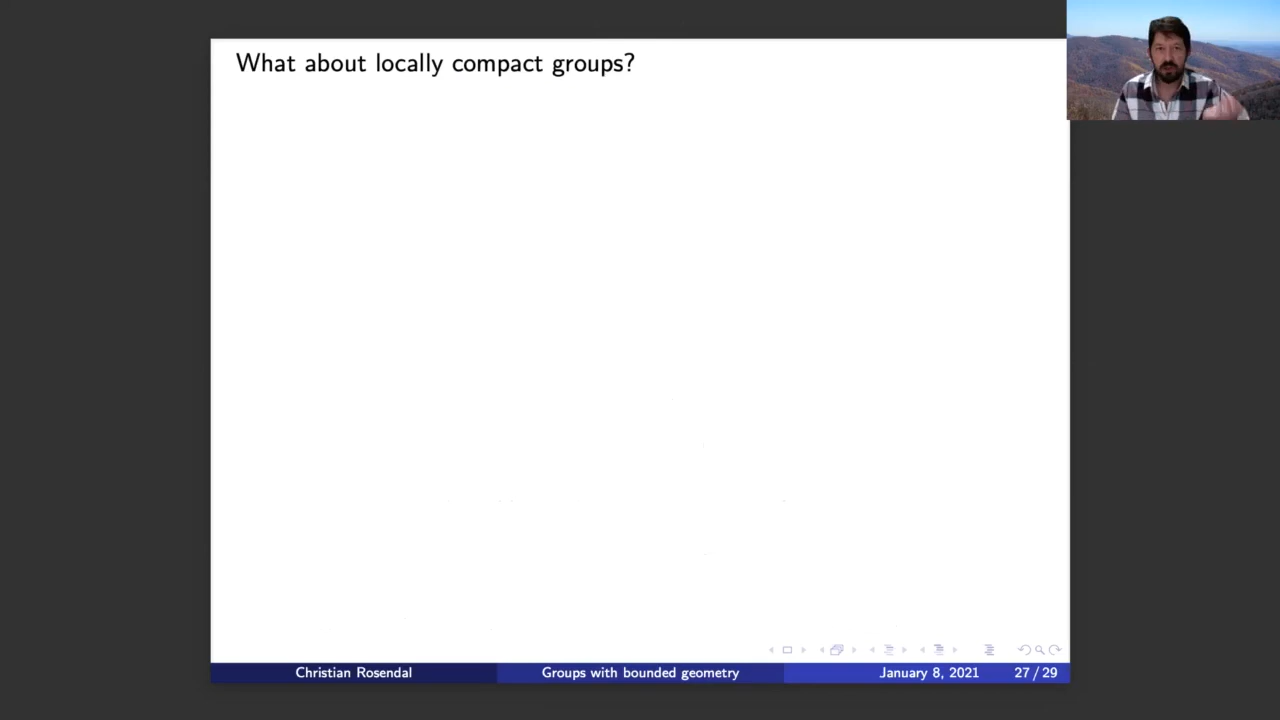 What about locally compact groups?
Christian Rosendal
Groups with bounded geometry
January 8, 2021
27 / 29